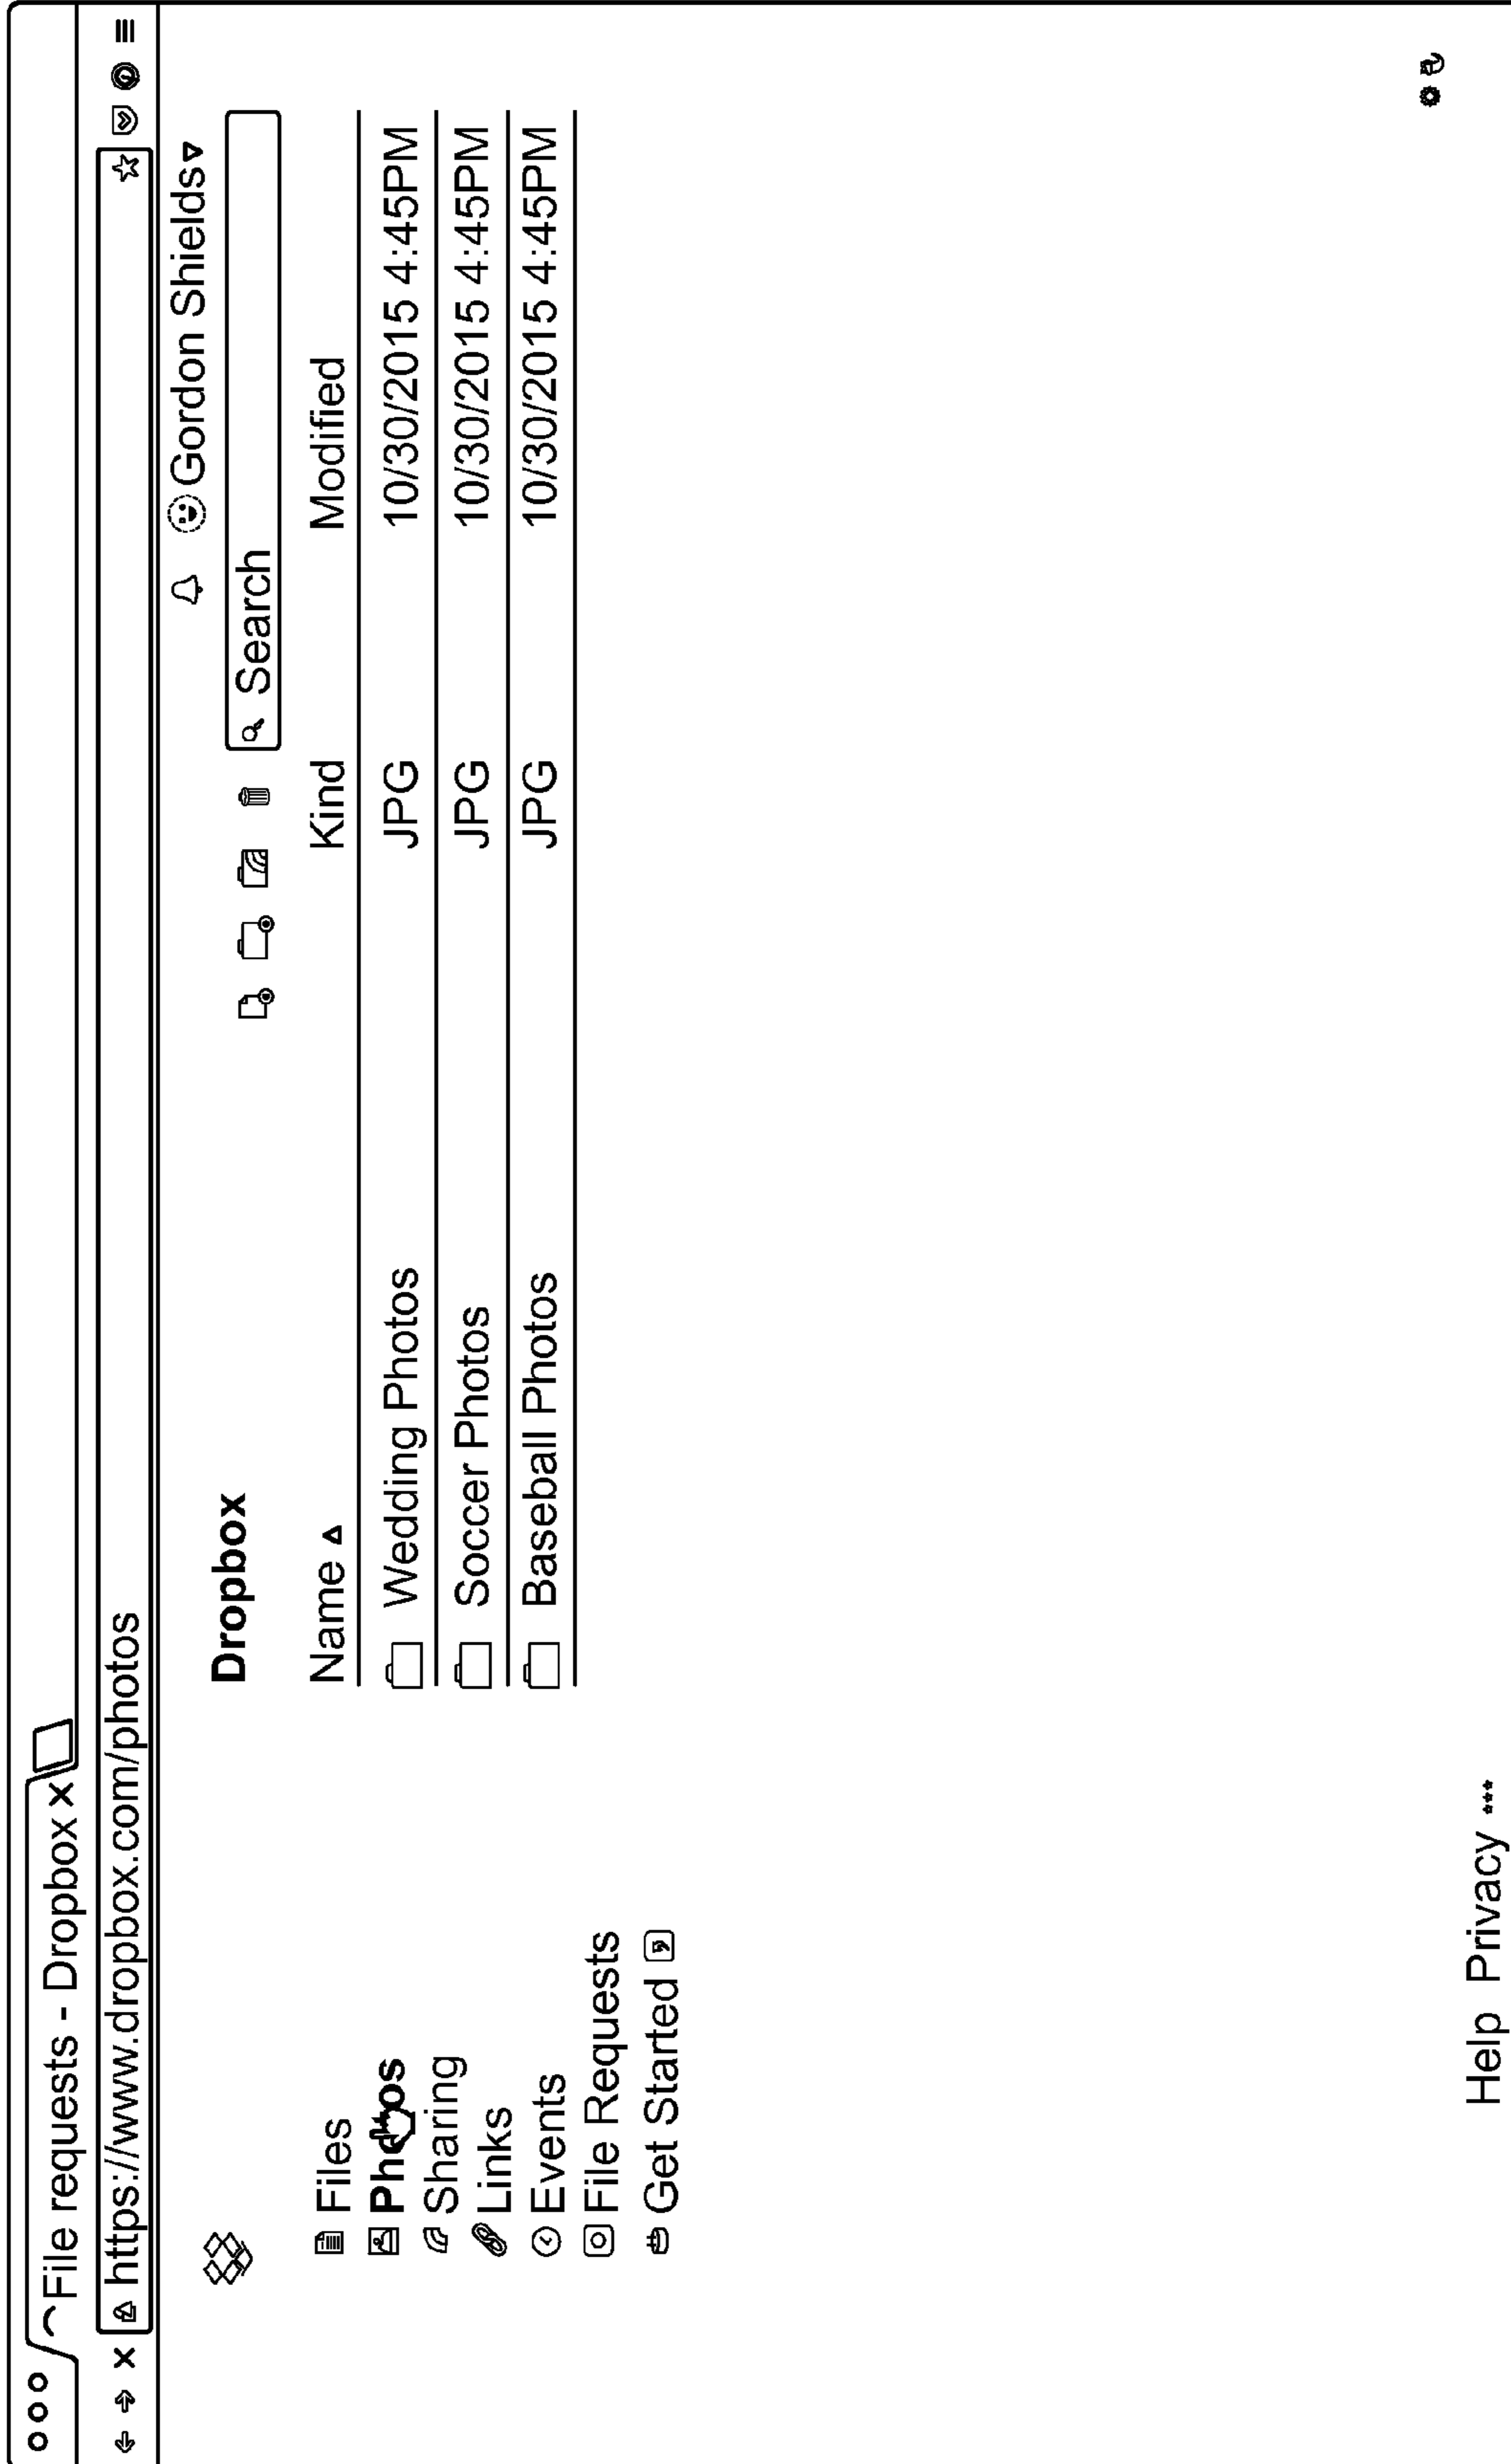 File requests - Dropbox ×
https://www.dropbox.com/photos
Gordon Shields
Dropbox
Search
Name Kind Modified
Wedding Photos JPG 10/30/2015 4:45PM
Soccer Photos JPG 10/30/2015 4:45PM
Baseball Photos JPG 10/30/2015 4:45PM
Files
Photos
Sharing
Links
Events
File Requests
Get Started
Help Privacy